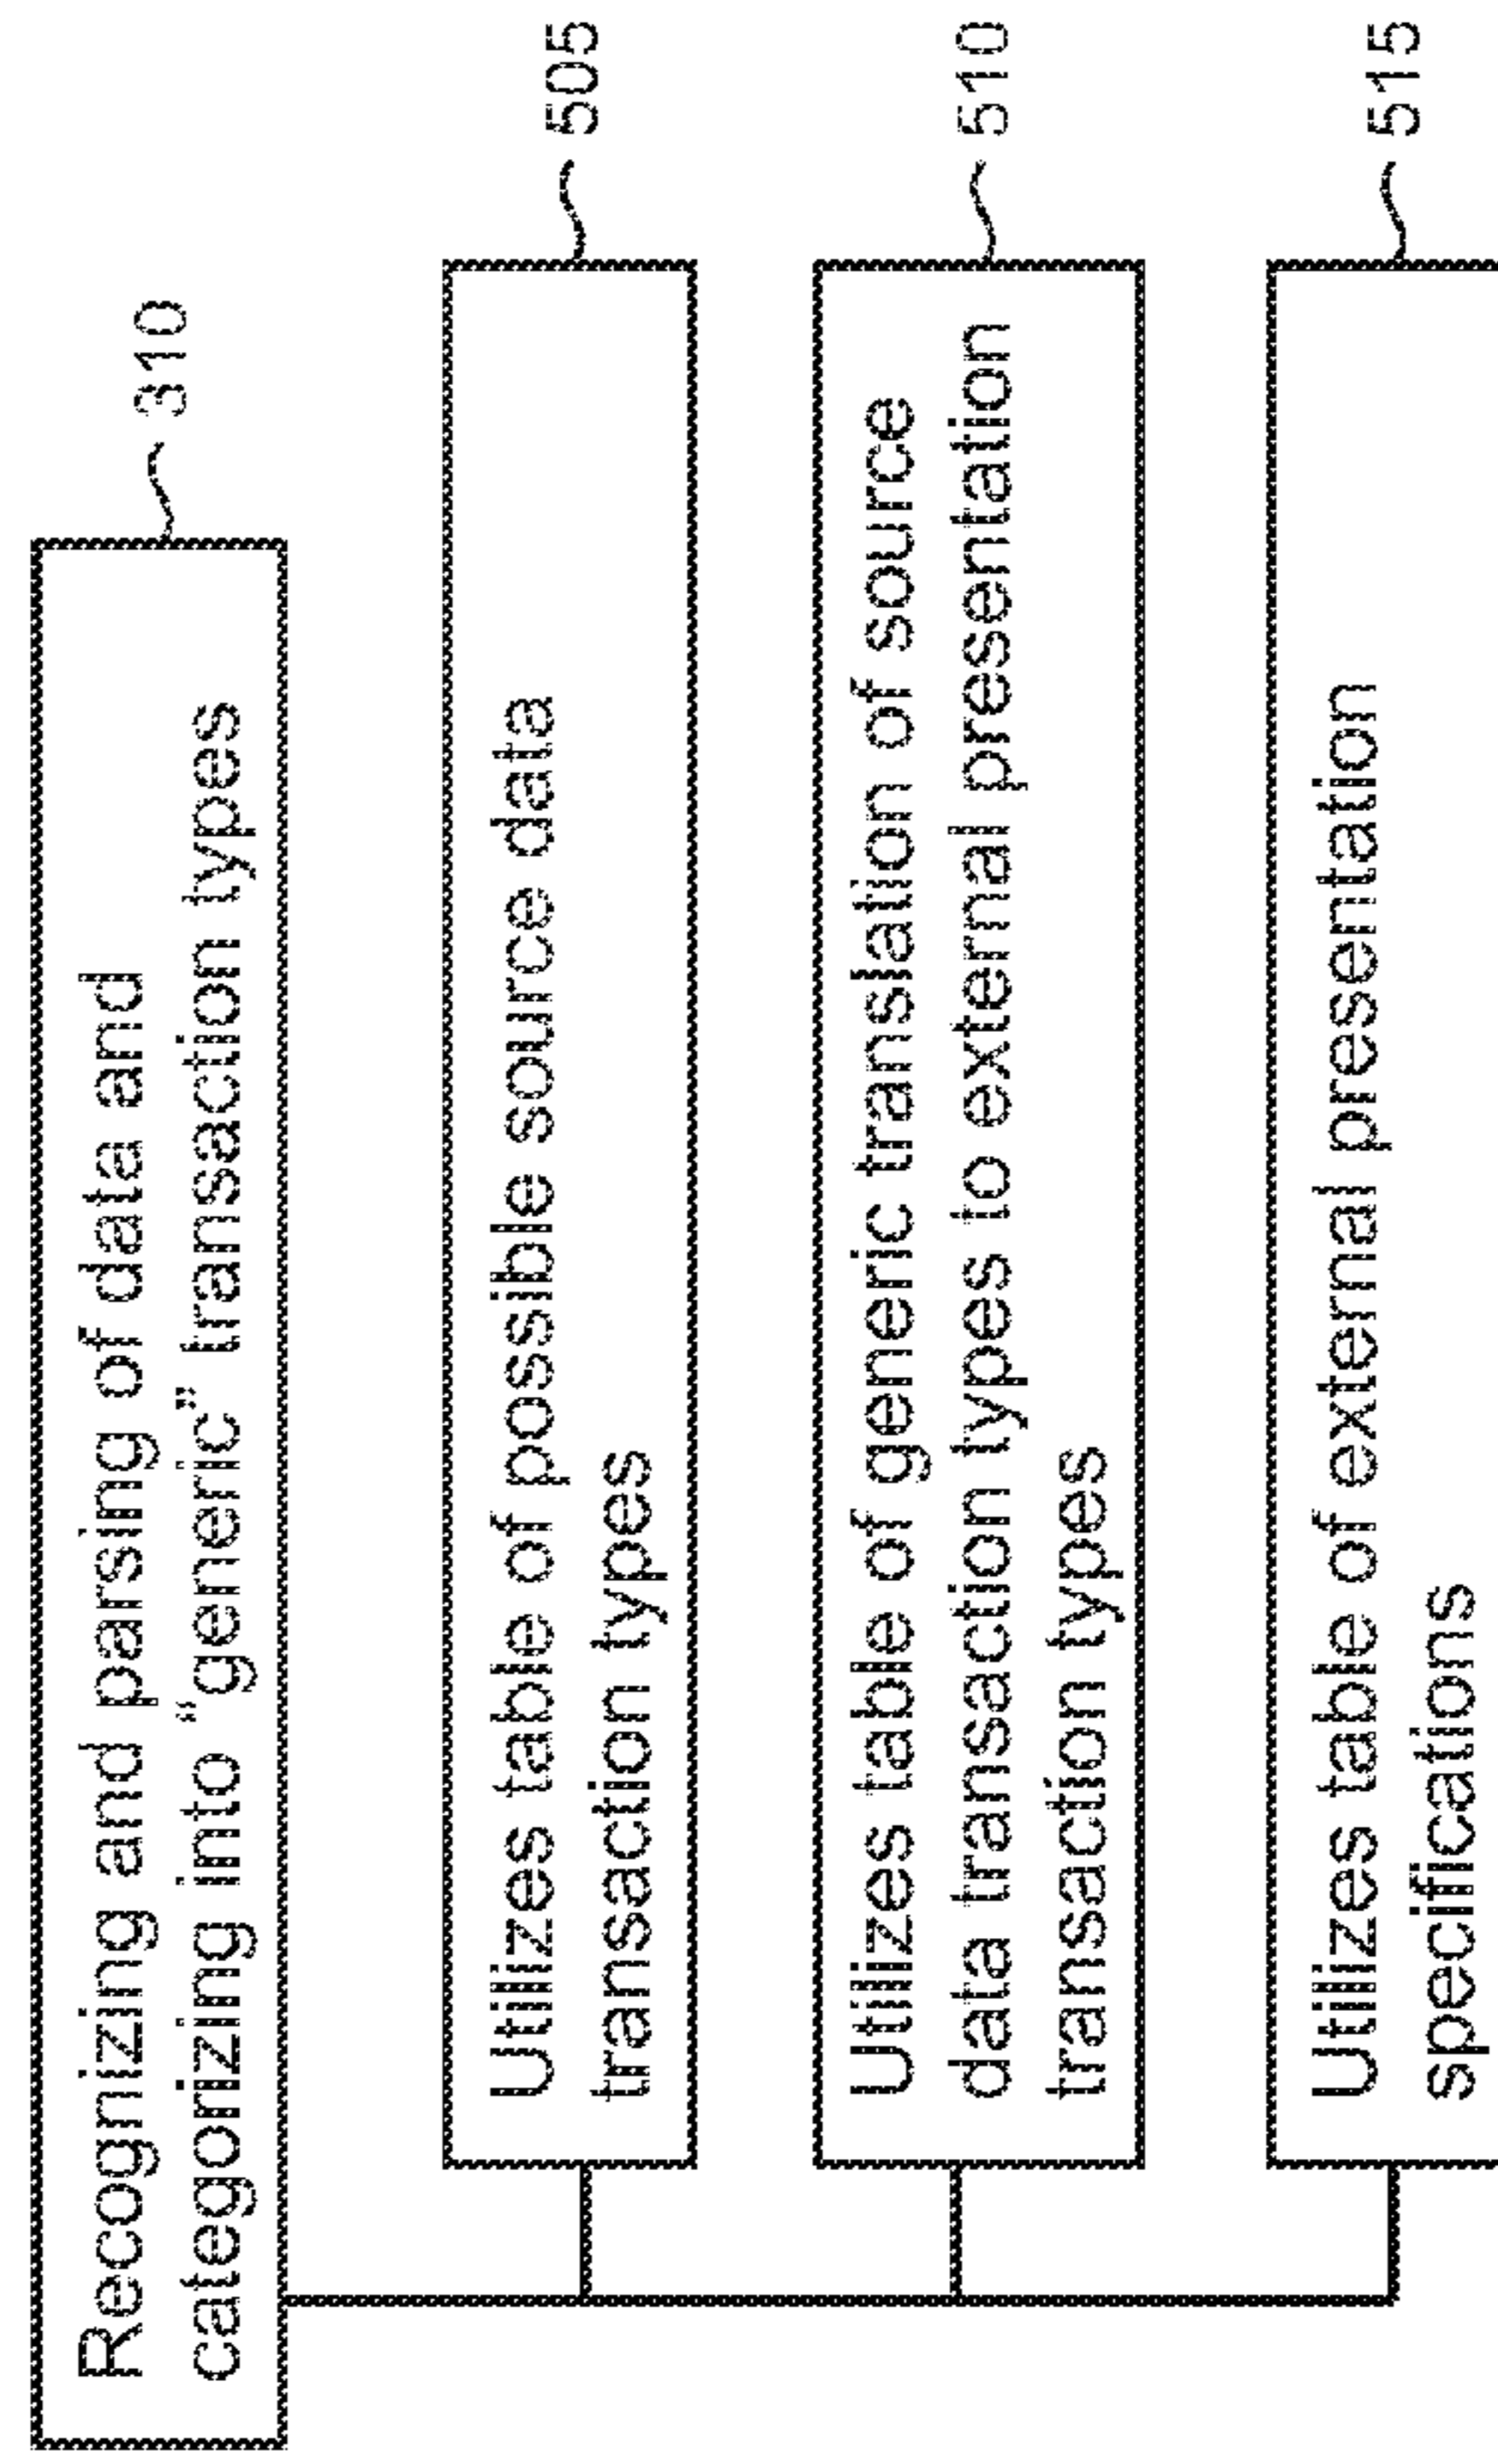 Recognizing and parsing of data and
categorizing into “generic” transaction types
310
Utilizes table of possible source data
transaction types
505
Utilizes table of generic translation of source
data transaction types to external presentation
transaction types
510
Utilizes table of external presentation
specifications
515